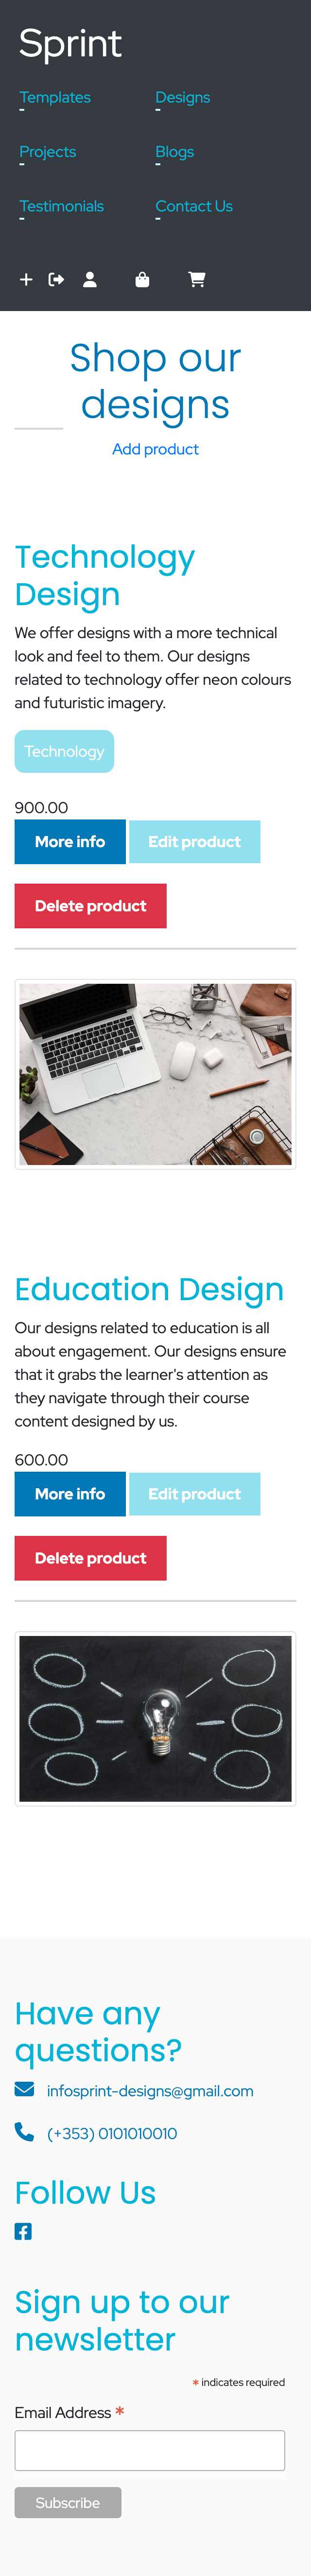 Sprint
Templates
Designs
Projects
Blogs
Testimonials
Contact Us
Shop our
designs
Add product
Technology
Design
We offer designs with a more technical
look and feel to them. Our designs
related to technology offer neon colours
and futuristic imagery.
Technology
900.00
More info
Edit product
Delete product
Education Design
Our designs related to education is all
about engagement. Our designs ensure
that it grabs the learner's attention as
they navigate through their course
content designed by us.
600.00
More info
Edit product
Delete product
Have any
questions?
infosprint-designs@gmail.com
(+353) 0101010010
Follow Us
Sign up to our
newsletter
* indicates required
Email Address *
Subscribe